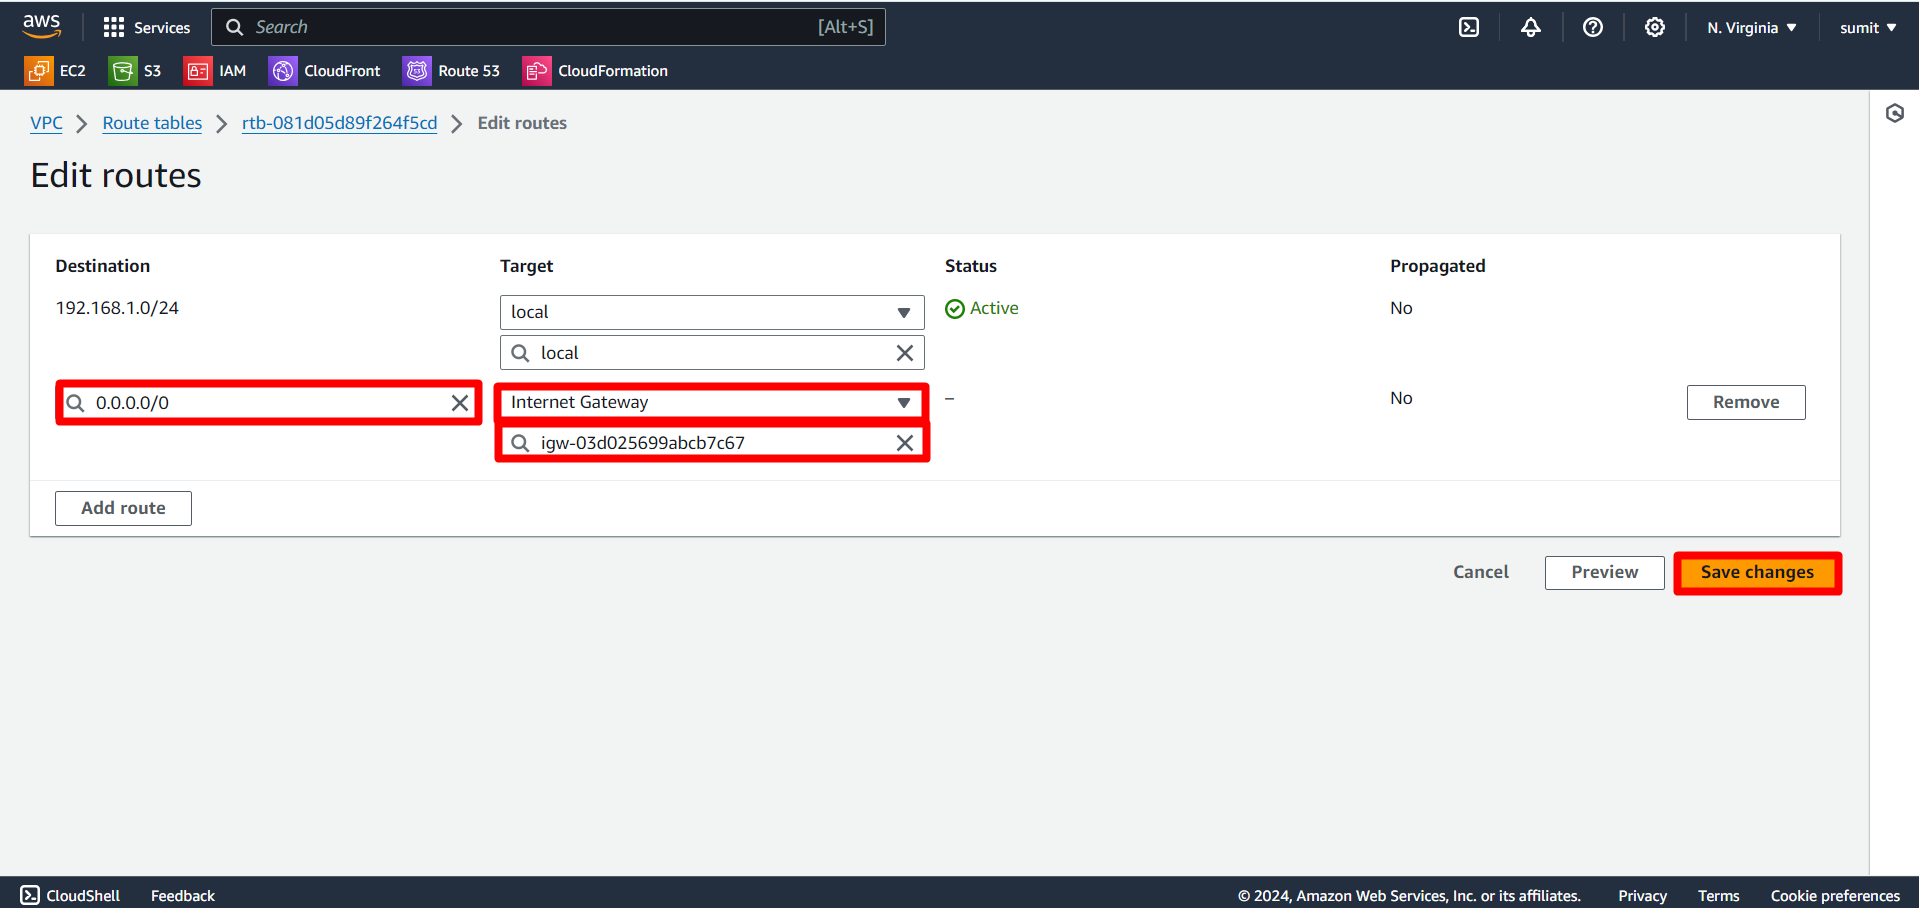 aws Services Search [Alt+S] N. Virginia sumit
EC2 S3 IAM CloudFront Route 53 CloudFormation
VPC Route tables rtb-081d05d89f264f5cd Edit routes
Edit routes
Destination Target Status Propagated
192.168.1.0/24 local Active No
local
0.0.0.0/0 Internet Gateway – No Remove
igw-03d025699abcb7c67
Add route
Cancel Preview Save changes
CloudShell Feedback © 2024, Amazon Web Services, Inc. or its affiliates. Privacy Terms Cookie preferences